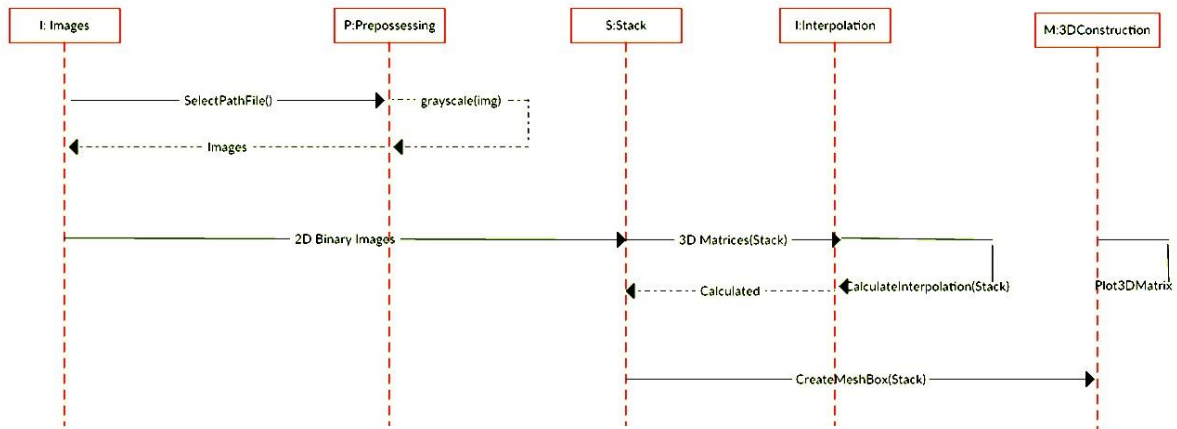 I: Images
P:Prepossessing
S:Stack
I:Interpolation
M:3DConstruction
SelectPathFile()
grayscale(img)
Images
2D Binary Images
3D Matrices(Stack)
Calculated
CalculateInterpolation(Stack)
Plot3DMatrix
CreateMeshBox(Stack)